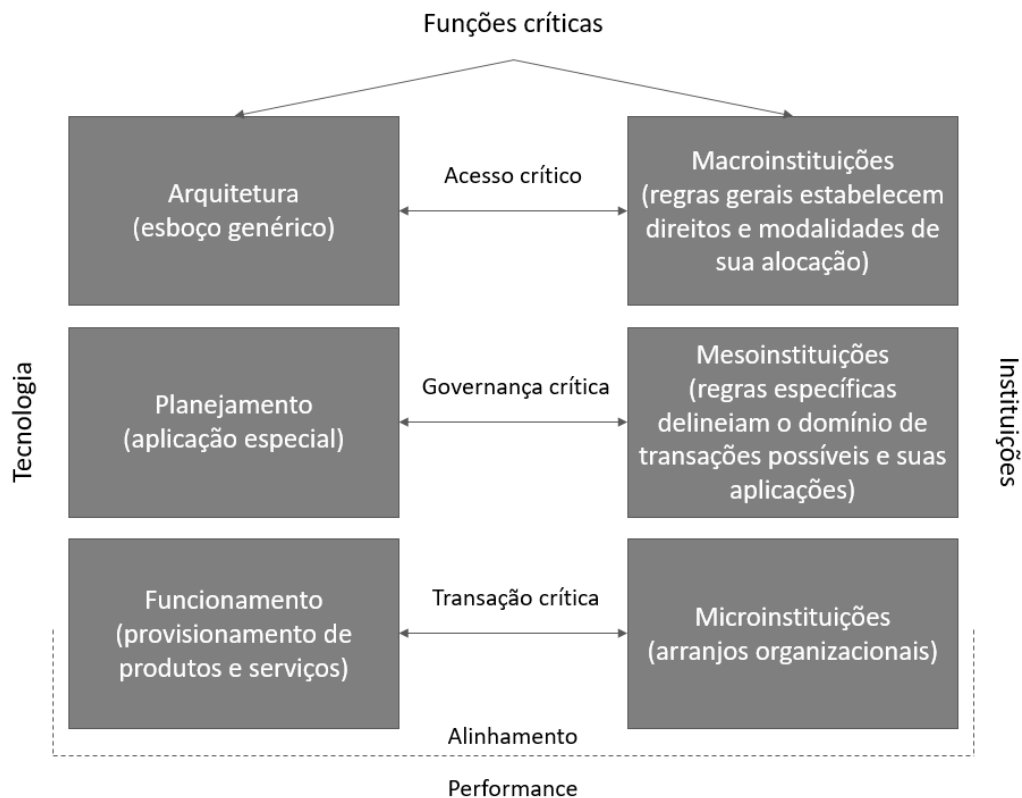 Funções críticas
Arquitetura
(esboço genérico)
Acesso crítico
Macroinstituições
(regras gerais estabelecem
direitos e modalidades de
sua alocação)
Tecnologia
Planejamento
(aplicação especial)
Governança crítica
Mesoinstituições
(regras específicas
delineiam o domínio de
transações possíveis e suas
aplicações)
Instituições
Funcionamento
(provisionamento de
produtos e serviços)
Transação crítica
Microinstituições
(arranjos organizacionais)
Alinhamento
Performance